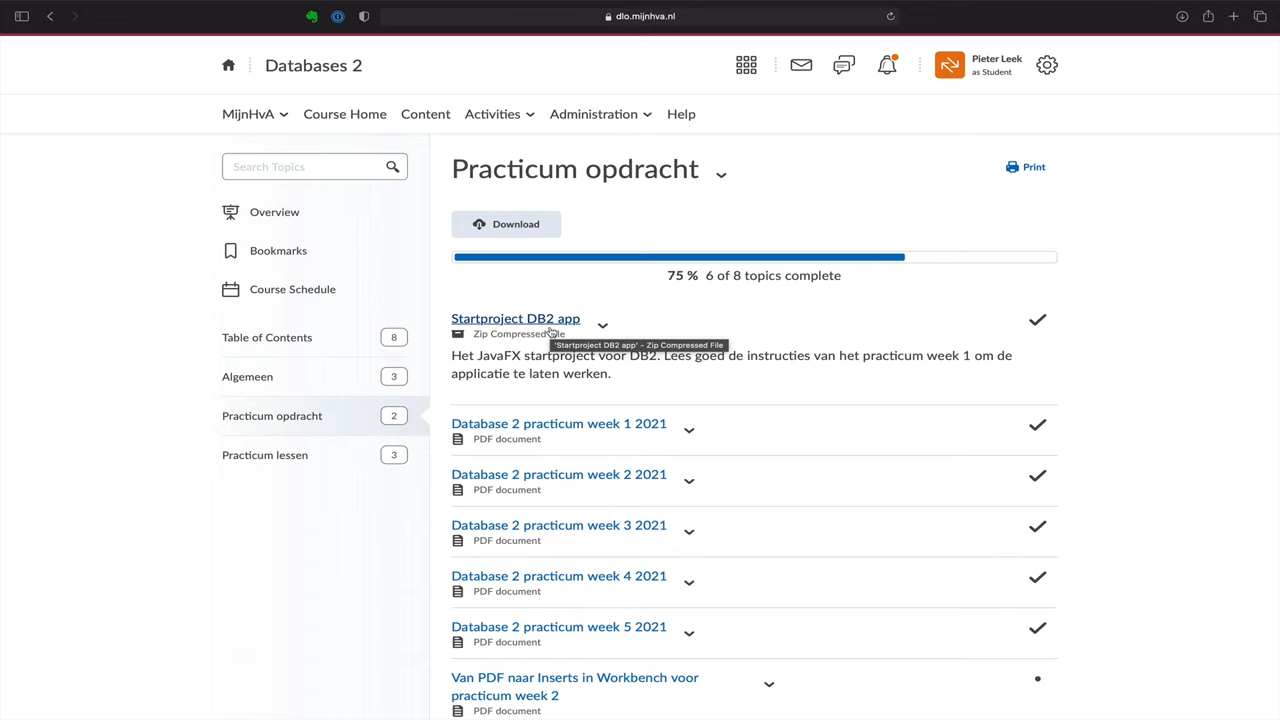 dlo.mijnhva.nl
Databases 2
Pieter Leek
as Student
MijnHvA
Course Home
Content
Activities
Administration
Help
Search Topics
Overview
Bookmarks
Course Schedule
Table of Contents 8
Algemeen 3
Practicum opdracht 2
Practicum lessen 3
Practicum opdracht
Print
Download
75 % 6 of 8 topics complete
Startproject DB2 app
Zip Compressed File
'Startproject DB2 app' - Zip Compressed File
Het JavaFX startproject voor DB2. Lees goed de instructies van het practicum week 1 om de
applicatie te laten werken.
Database 2 practicum week 1 2021
PDF document
Database 2 practicum week 2 2021
PDF document
Database 2 practicum week 3 2021
PDF document
Database 2 practicum week 4 2021
PDF document
Database 2 practicum week 5 2021
PDF document
Van PDF naar Inserts in Workbench voor
practicum week 2
PDF document